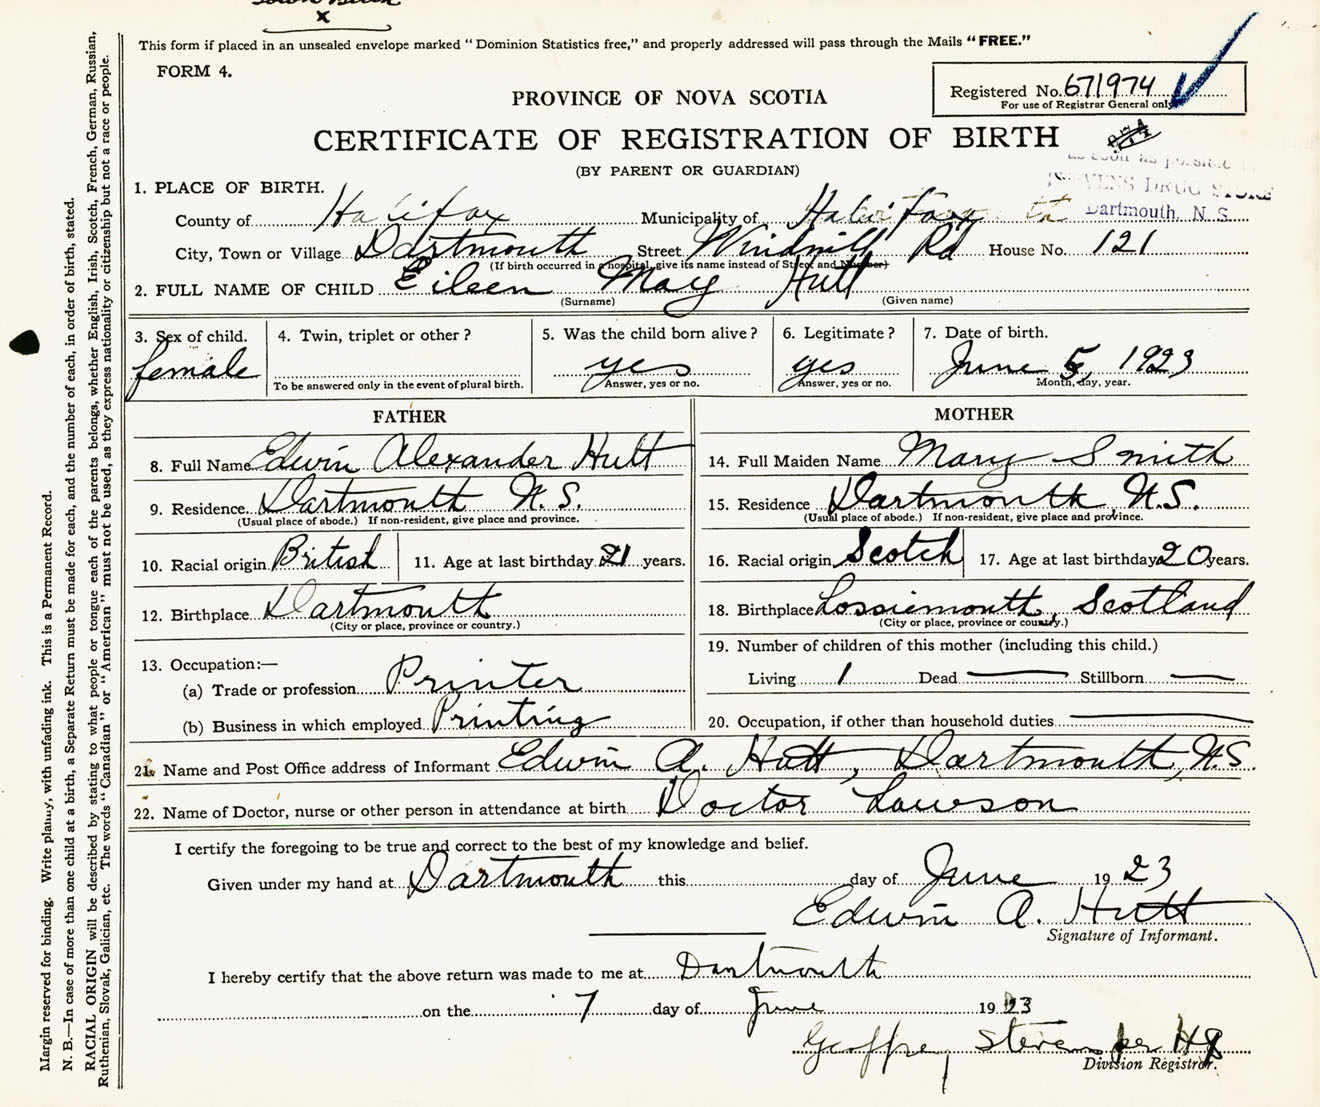 Town Birth
x
This form if placed in an unsealed envelope marked "Dominion Statistics free," and properly addressed will pass through the Mails "FREE."
FORM 4.
Registered No. 671974
For use of Registrar General only
PROVINCE OF NOVA SCOTIA
CERTIFICATE OF REGISTRATION OF BIRTH
(BY PARENT OR GUARDIAN)
as soon as possible
STEVENS DRUG STORE
Dartmouth, N. S.
1. PLACE OF BIRTH.
County of Halifax Municipality of Halifax
City, Town or Village Dartmouth Street Windmill Rd House No. 121
(If birth occurred in a hospital, give its name instead of Street and Number)
2. FULL NAME OF CHILD Eileen May Hutt
(Surname) (Given name)
3. Sex of child. female
4. Twin, triplet or other?
To be answered only in the event of plural birth.
5. Was the child born alive? yes
Answer, yes or no.
6. Legitimate? yes
Answer, yes or no.
7. Date of birth. June 5, 1923
Month, day, year.
FATHER
8. Full Name Edwin Alexander Hutt
9. Residence Dartmouth N.S.
(Usual place of abode.) If non-resident, give place and province.
10. Racial origin British 11. Age at last birthday 21 years.
12. Birthplace Dartmouth
(City or place, province or country.)
13. Occupation:—
(a) Trade or profession Printer
(b) Business in which employed Printing
MOTHER
14. Full Maiden Name Mary Smith
15. Residence Dartmouth N.S.
(Usual place of abode.) If non-resident, give place and province.
16. Racial origin Scotch 17. Age at last birthday 20 years.
18. Birthplace Lossiemouth, Scotland
(City or place, province or country.)
19. Number of children of this mother (including this child.)
Living 1 Dead — Stillborn —
20. Occupation, if other than household duties —
21. Name and Post Office address of Informant Edwin A. Hutt, Dartmouth, N.S.
22. Name of Doctor, nurse or other person in attendance at birth Doctor Lawson
I certify the foregoing to be true and correct to the best of my knowledge and belief.
Given under my hand at Dartmouth this day of June 1923
Edwin A. Hutt
Signature of Informant.
I hereby certify that the above return was made to me at Dartmouth
on the 7 day of June 1923
Geoffrey Stevens per
Division Registrar.
Margin reserved for binding. Write plainly, with unfading ink. This is a Permanent Record.
N. B.—In case of more than one child at a birth, a Separate Return must be made for each, and the number of each, in order of birth, stated.
RACIAL ORIGIN will be described by stating to what people or tongue each of the parents belongs, whether English, Irish, Scotch, French, German, Russian,
Ruthenian, Slovak, Galician, etc. The words "Canadian" or "American" must not be used, as they express nationality or citizenship but not a race or people.